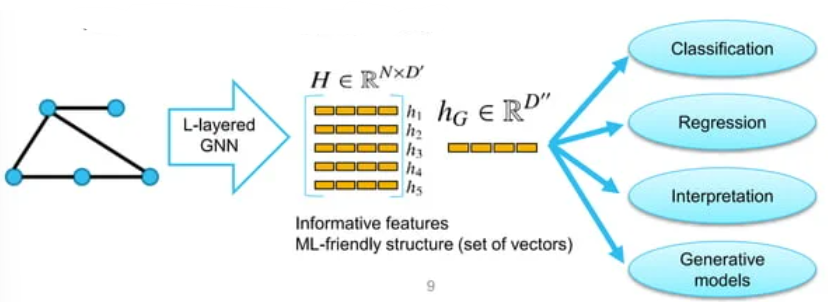 L-layered
GNN
H ∈ ℝ^{N×D′}
h₁
h₂
h₃
h₄
h₅
Informative features
ML-friendly structure (set of vectors)
h_G ∈ ℝ^{D″}
Classification
Regression
Interpretation
Generative
models
9